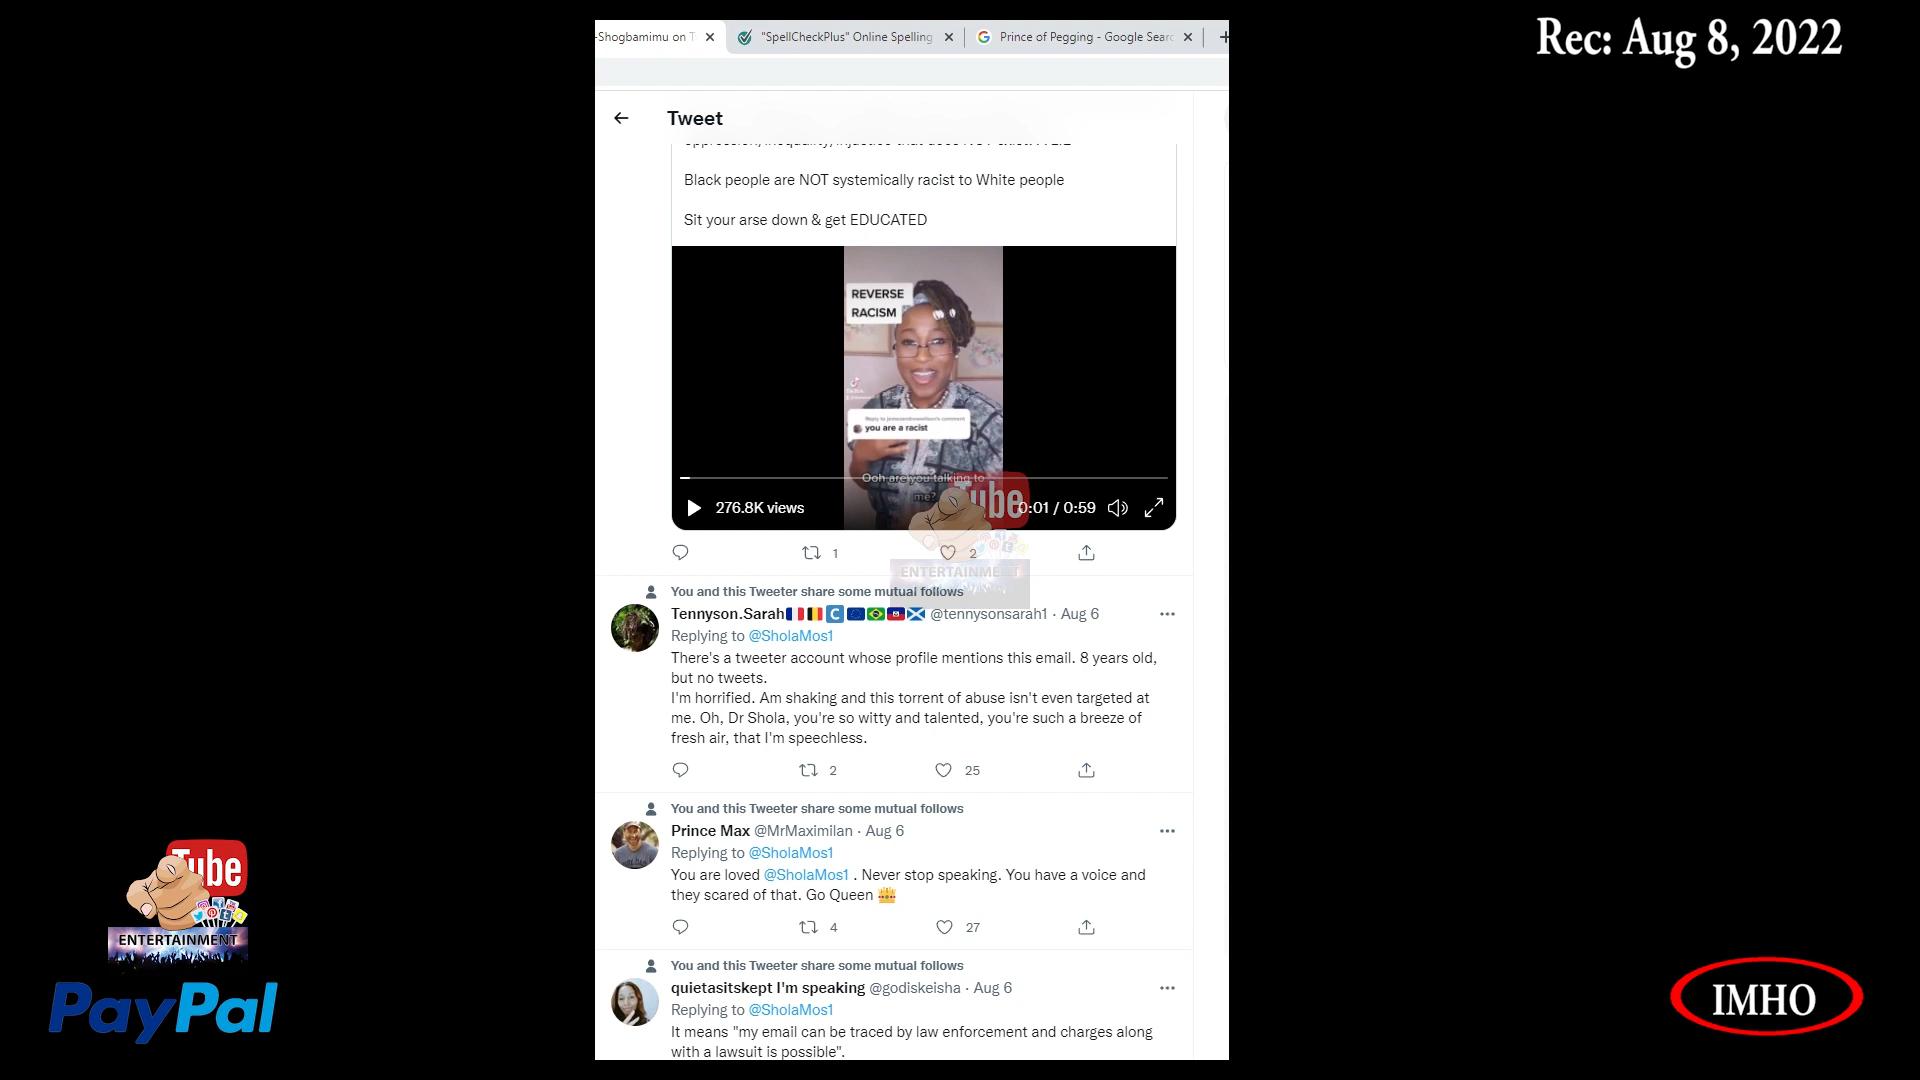 Rec: Aug 8, 2022
-Shogbamimu on T
"SpellCheckPlus" Online Spelling
Prince of Pegging - Google Searc
Tweet
Black people are NOT systemically racist to White people
Sit your arse down & get EDUCATED
REVERSE
RACISM
you are a racist
Ooh are you talking to
me?
276.8K views
0:01 / 0:59
Tube
ENTERTAINMENT
1
2
You and this Tweeter share some mutual follows
Tennyson.Sarah🇫🇷🇧🇪🇨🇪🇺🇧🇷🇭🇹🏴󠁧󠁢󠁳󠁣󠁴󠁿 @tennysonsarah1 · Aug 6
Replying to @SholaMos1
There's a tweeter account whose profile mentions this email. 8 years old,
but no tweets.
I'm horrified. Am shaking and this torrent of abuse isn't even targeted at
me. Oh, Dr Shola, you're so witty and talented, you're such a breeze of
fresh air, that I'm speechless.
2
25
You and this Tweeter share some mutual follows
Prince Max @MrMaximilan · Aug 6
Replying to @SholaMos1
You are loved @SholaMos1 . Never stop speaking. You have a voice and
they scared of that. Go Queen 👑
4
27
You and this Tweeter share some mutual follows
quietasitskept I'm speaking @godiskeisha · Aug 6
Replying to @SholaMos1
It means "my email can be traced by law enforcement and charges along
with a lawsuit is possible".
Tube
ENTERTAINMENT
PayPal
IMHO